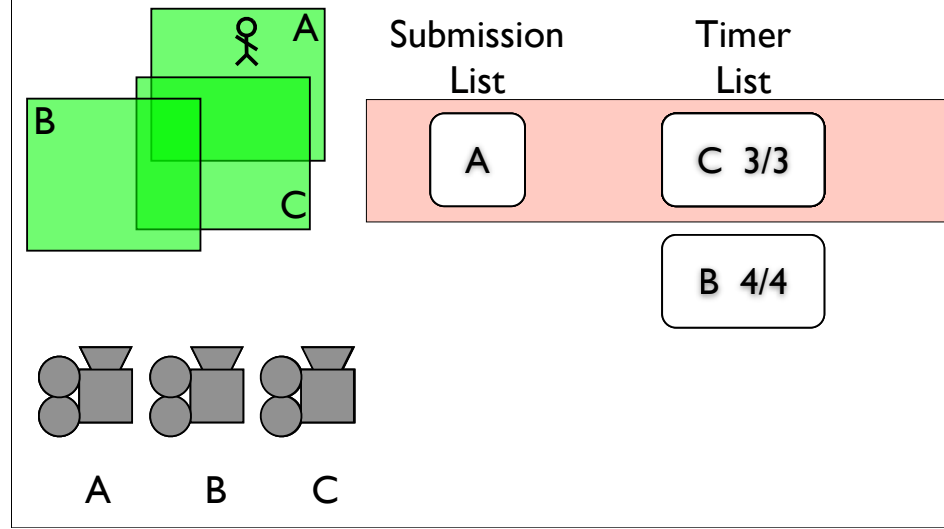 A
B
C
Submission
List
Timer
List
A
C 3/3
B 4/4
A B C